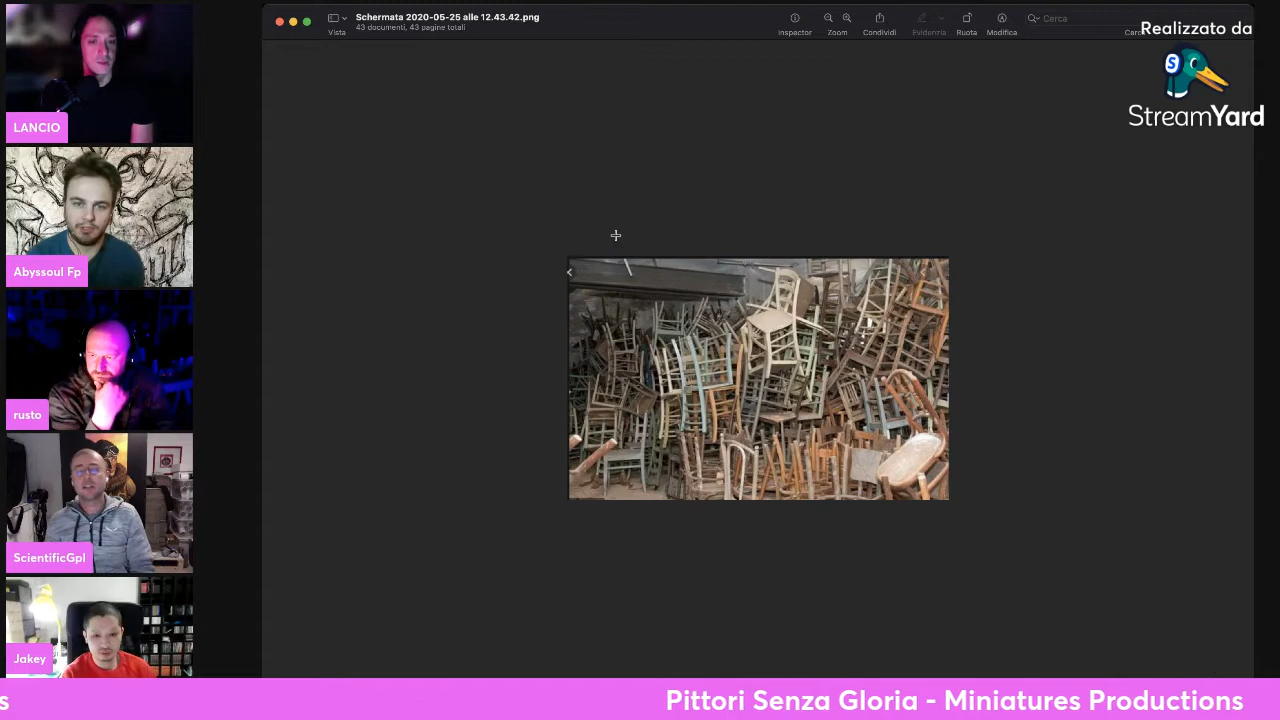 Schermata 2020-05-25 alle 12.43.42.png
43 documenti, 43 pagine totali
Vista
Inspector
Zoom
Condividi
Evidenzia
Ruota
Modifica
Cerca
Realizzato da
S
StreamYard
LANCIO
Abyssoul Fp
rusto
ScientificGpl
Jakey
s
Pittori Senza Gloria - Miniatures Productions